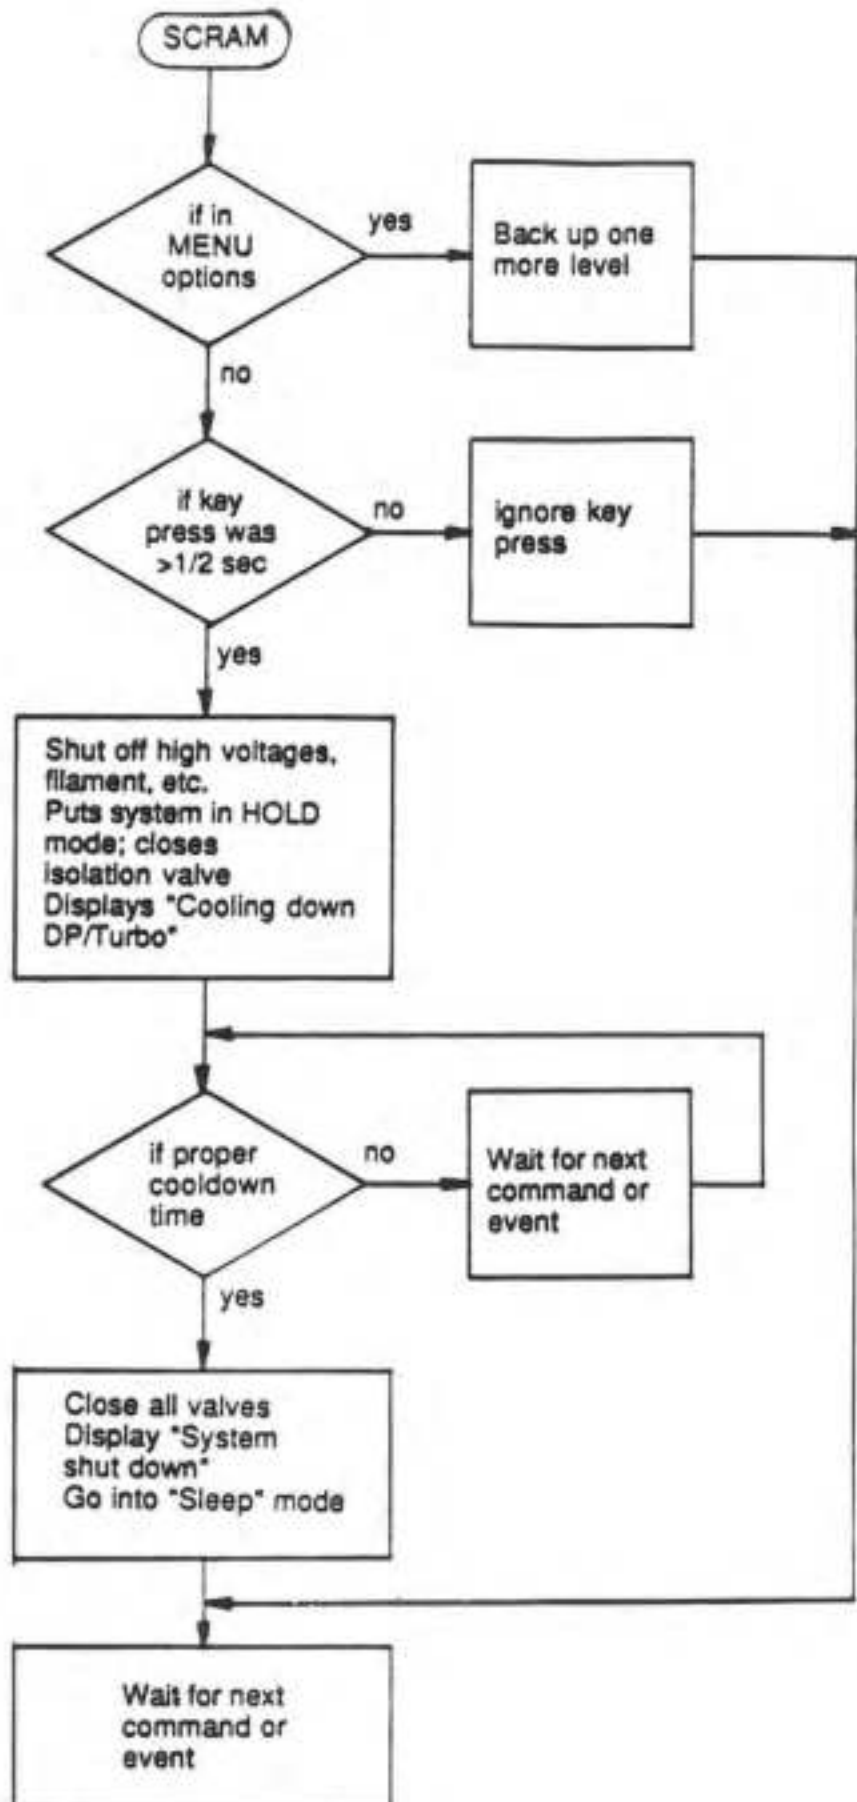 SCRAM
if in
MENU
options
yes
Back up one
more level
no
if key
press was
>1/2 sec
no
ignore key
press
yes
Shut off high voltages,
filament, etc.
Puts system in HOLD
mode; closes
isolation valve
Displays "Cooling down
DP/Turbo"
if proper
cooldown
time
no
Wait for next
command or
event
yes
Close all valves
Display "System
shut down"
Go into "Sleep" mode
Wait for next
command or
event